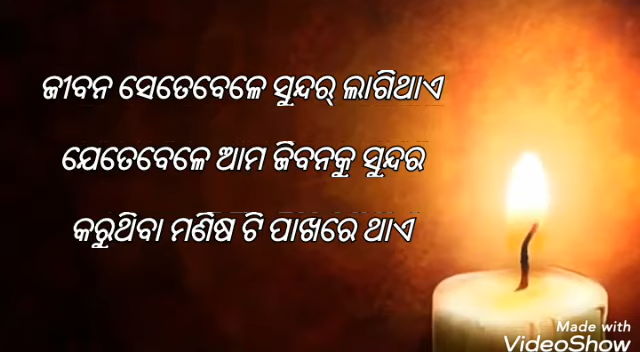 ଜୀବନ ସେତେବେଳେ ସୁନ୍ଦର୍ ଲାଗିଥାଏ
ଯେତେବେଳେ ଆମ ଜିବନକୁ ସୁନ୍ଦର
କରୁଥିବା ମଣିଷ ଟି ପାଖରେ ଥାଏ
Made with
VideoShow